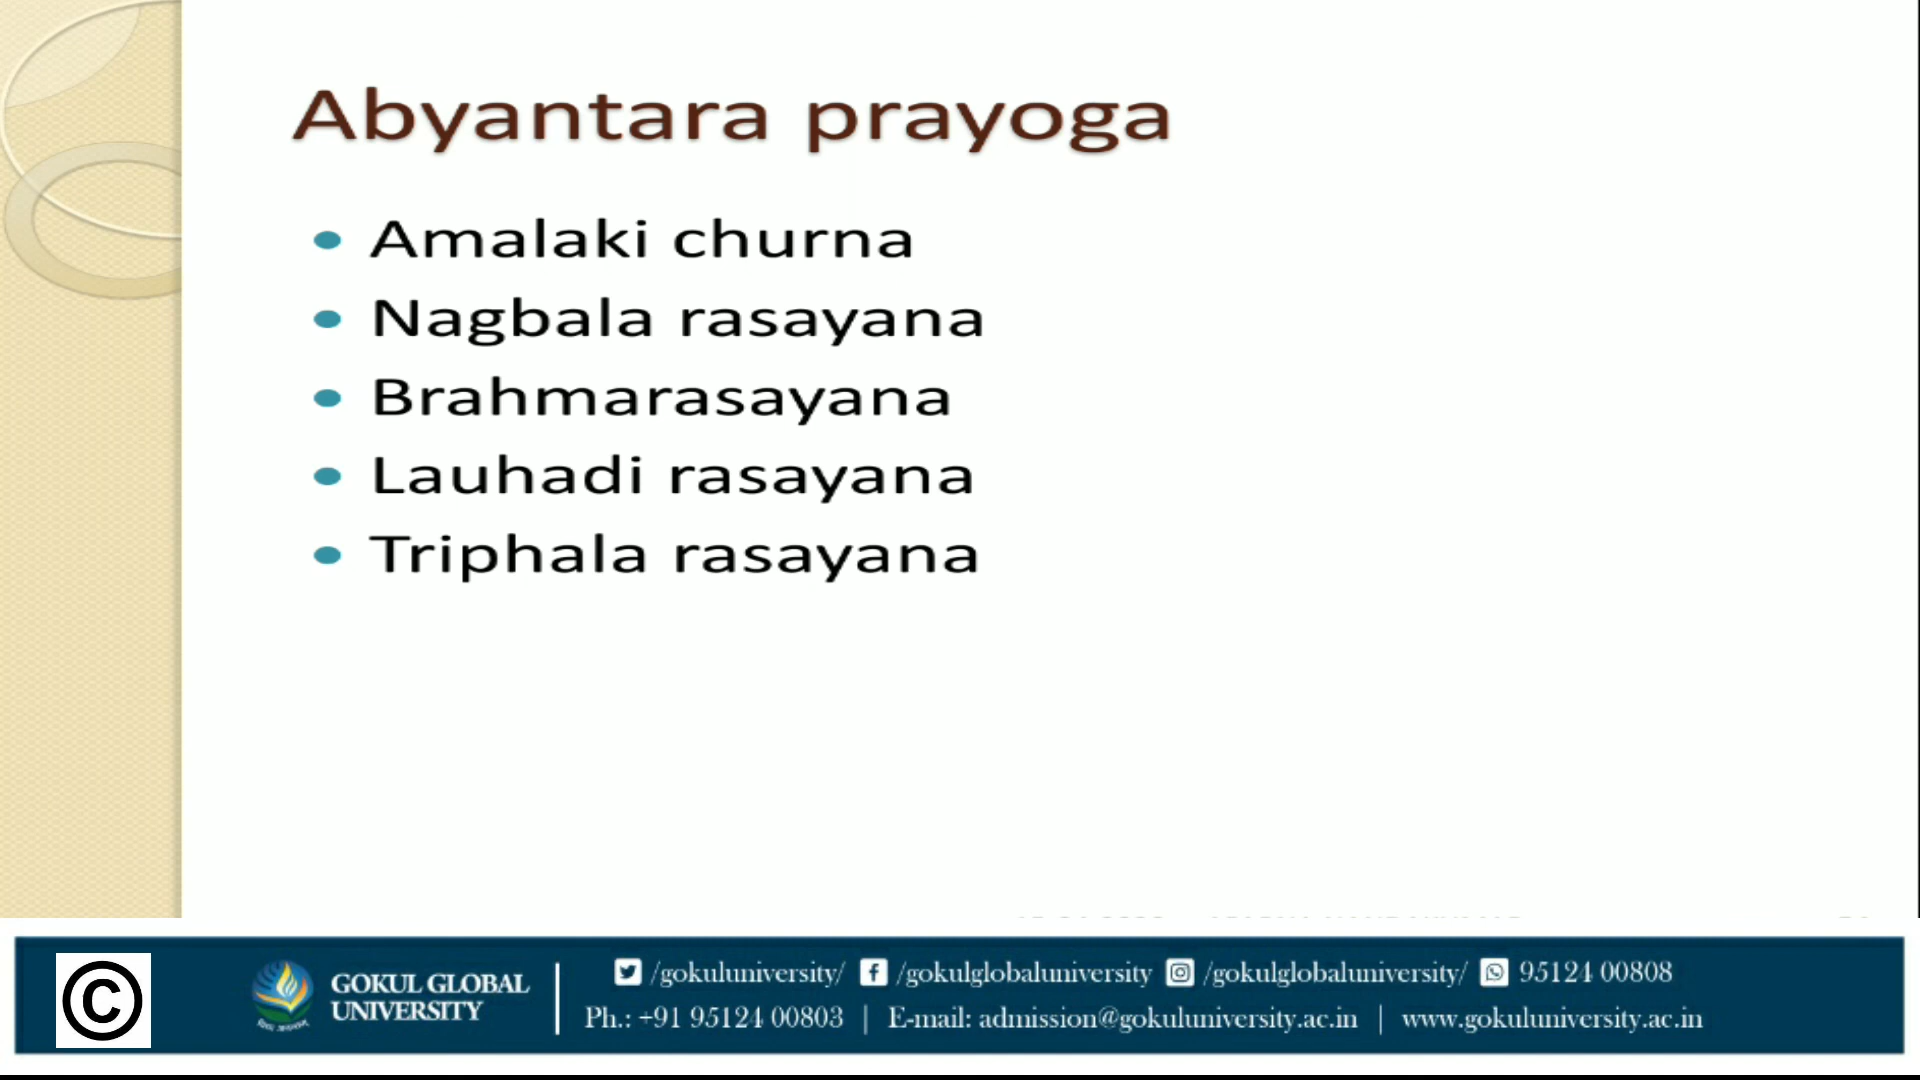 Abyantara prayoga
Amalaki churna
Nagbala rasayana
Brahmarasayana
Lauhadi rasayana
Triphala rasayana
©
GOKUL GLOBAL
UNIVERSITY
/gokuluniversity/ /gokulglobaluniversity /gokulglobaluniversity/ 95124 00808
Ph.: +91 95124 00803 | E-mail: admission@gokuluniversity.ac.in | www.gokuluniversity.ac.in